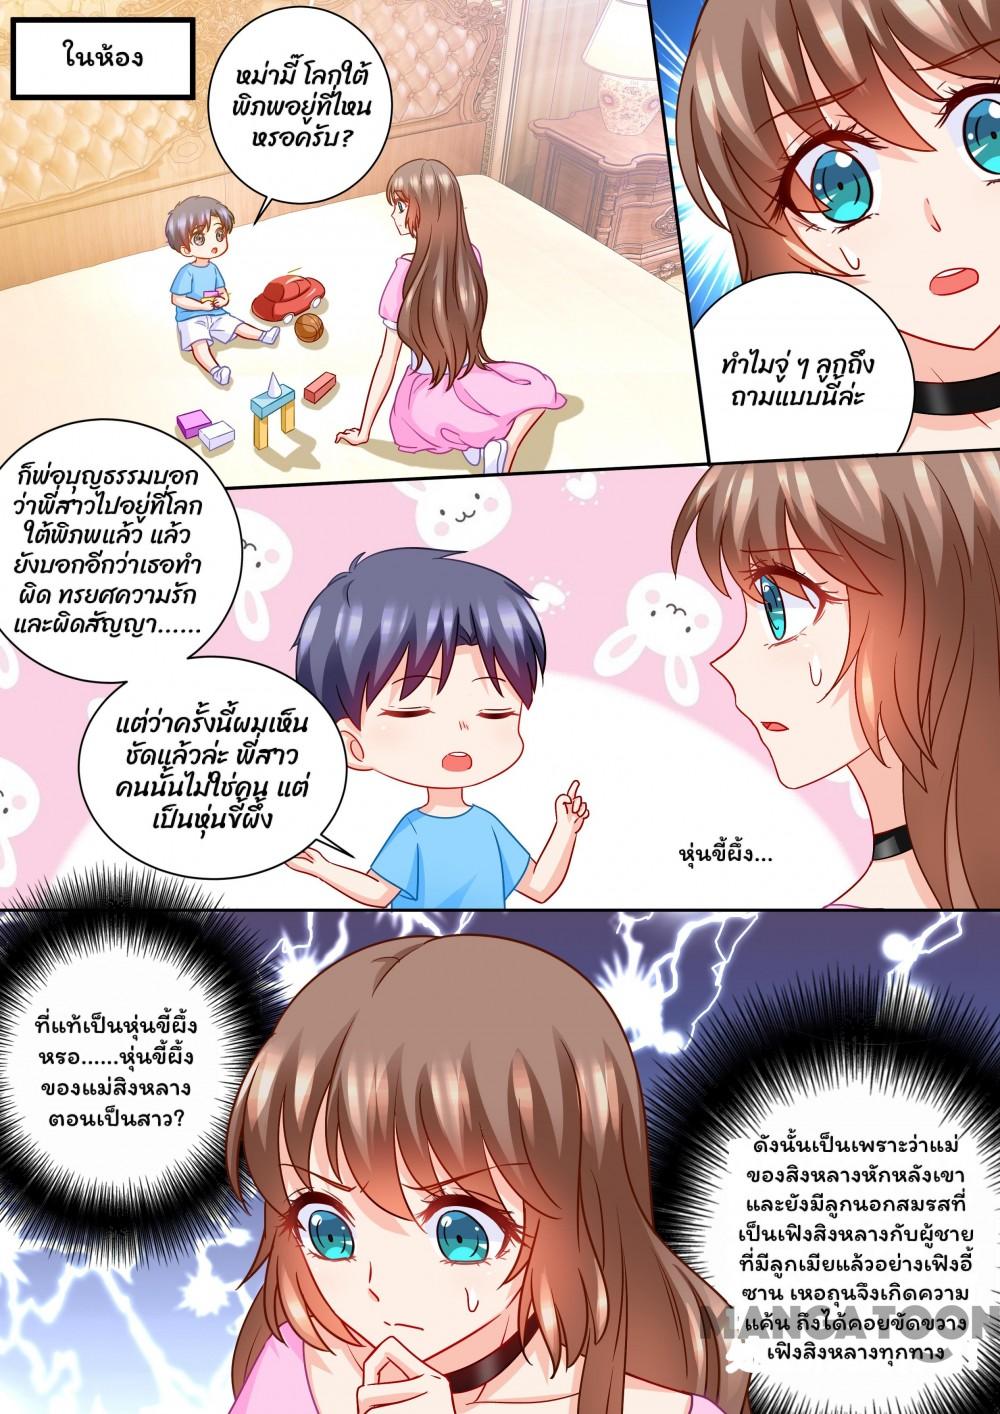 ในห้อง
หม่ามี๊ โลกใต้
พิภพอยู่ที่ไหน
หรอครับ?
ทำไมจู่ ๆ ลูกถึง
ถามแบบนี้ล่ะ
ก็พ่อบุญธรรมบอก
ว่าพี่สาวไปอยู่ที่โลก
ใต้พิภพแล้ว แล้ว
ยังบอกอีกว่าเธอทำ
ผิด ทรยศความรัก
และผิดสัญญา......
แต่ว่าครั้งนี้ผมเห็น
ชัดแล้วล่ะ พี่สาว
คนนั้นไม่ใช่คน แต่
เป็นหุ่นขี้ผึ้ง
หุ่นขี้ผึ้ง...
ที่แท้เป็นหุ่นขี้ผึ้ง
หรอ......หุ่นขี้ผึ้ง
ของแม่สิงหลาง
ตอนเป็นสาว?
ดังนั้นเป็นเพราะว่าแม่
ของสิงหลางหักหลังเขา
และยังมีลูกนอกสมรสที่
เป็นเฟิงสิงหลางกับผู้ชาย
ที่มีลูกเมียแล้วอย่างเฟิงอี้
ซาน เหอถุนจึงเกิดความ
แค้น ถึงได้คอยขัดขวาง
เฟิงสิงหลางทุกทาง
MANGATOON